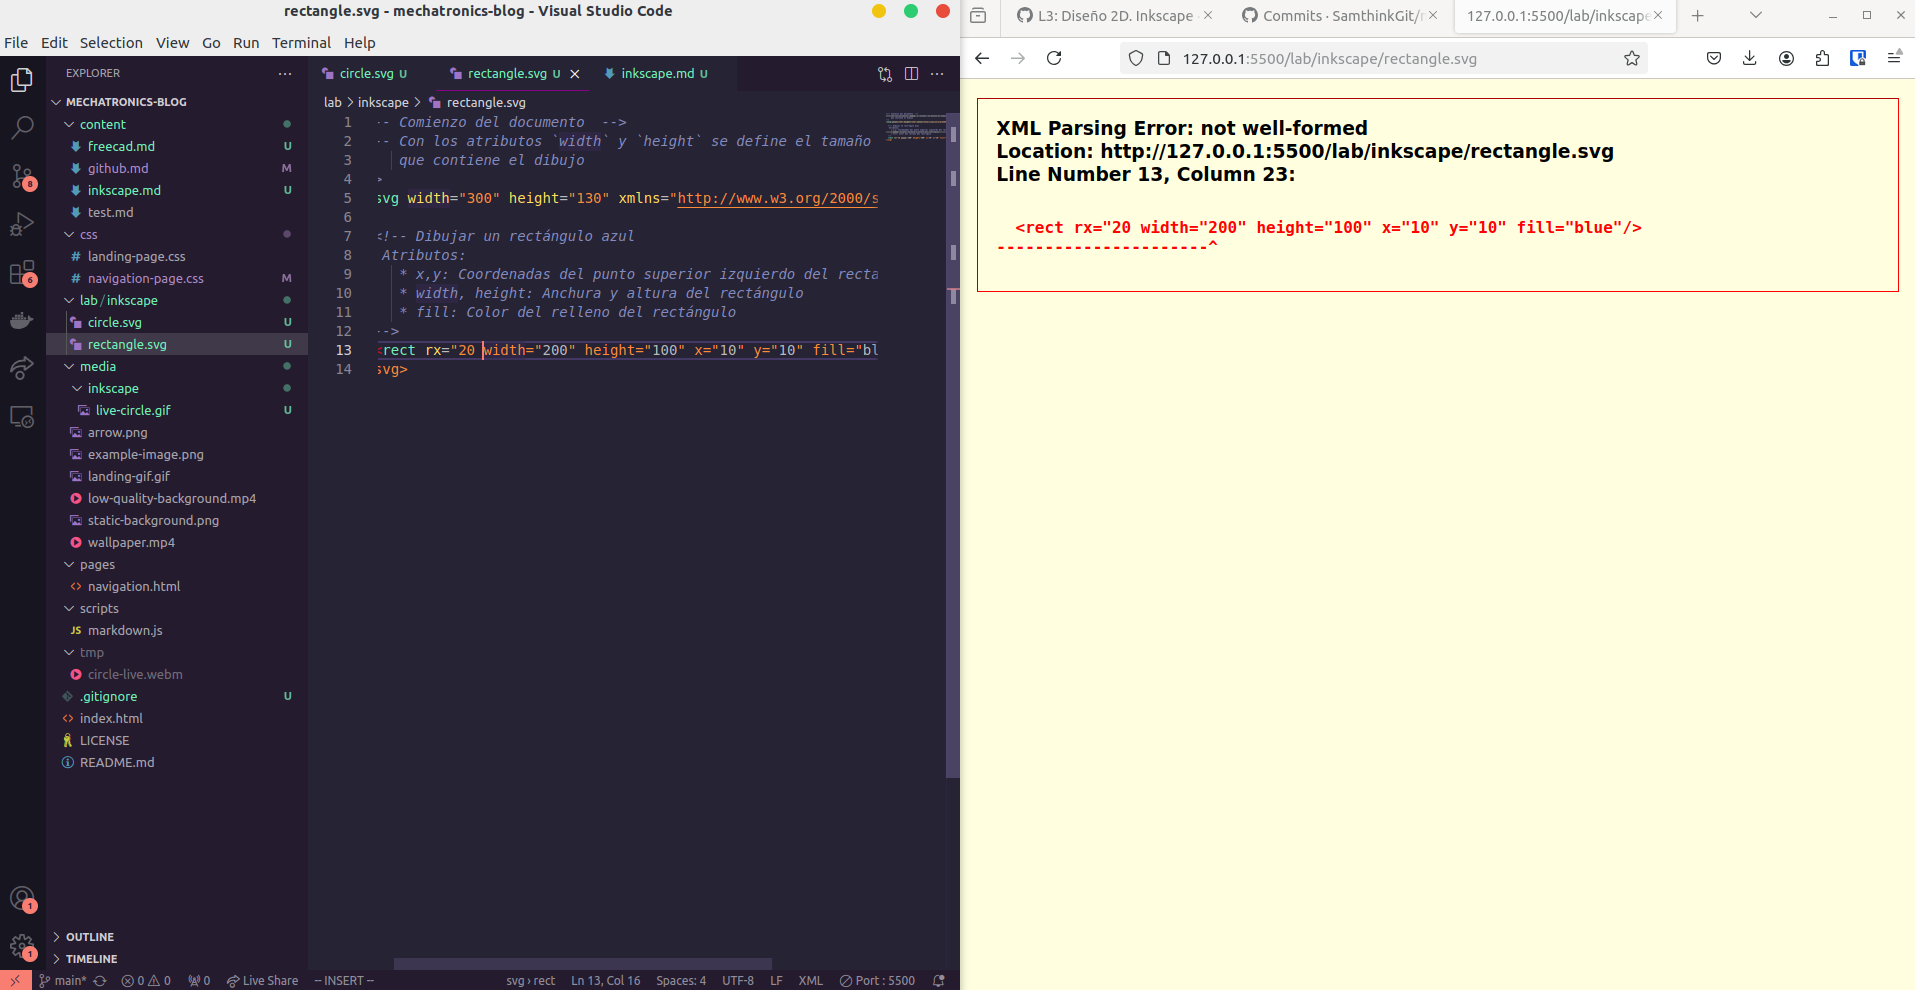 rectangle.svg - mechatronics-blog - Visual Studio Code
File Edit Selection View Go Run Terminal Help
EXPLORER
MECHATRONICS-BLOG
content
freecad.md U
github.md M
inkscape.md U
test.md
css
landing-page.css
navigation-page.css M
lab/inkscape
circle.svg U
rectangle.svg U
media
inkscape
live-circle.gif U
arrow.png
example-image.png
landing-gif.gif
low-quality-background.mp4
static-background.png
wallpaper.mp4
pages
navigation.html
scripts
JS markdown.js
tmp
circle-live.webm
.gitignore U
index.html
LICENSE
README.md
OUTLINE
TIMELINE
8
6
1
1
circle.svg U rectangle.svg U inkscape.md U
lab > inkscape > rectangle.svg
1 -- Comienzo del documento -->
2 -- Con los atributos `width` y `height` se define el tamaño
3 que contiene el dibujo
4 >
5 svg width="300" height="130" xmlns="http://www.w3.org/2000/s
6
7 <!-- Dibujar un rectángulo azul
8 Atributos:
9 * x,y: Coordenadas del punto superior izquierdo del recta
10 * width, height: Anchura y altura del rectángulo
11 * fill: Color del relleno del rectángulo
12 -->
13 <rect rx="20 width="200" height="100" x="10" y="10" fill="bl
14 svg>
main* 0 0 0 Live Share -- INSERT -- svg › rect Ln 13, Col 16 Spaces: 4 UTF-8 LF XML Port : 5500
L3: Diseño 2D. Inkscape Commits · SamthinkGit/r 127.0.0.1:5500/lab/inkscape
127.0.0.1:5500/lab/inkscape/rectangle.svg
XML Parsing Error: not well-formed
Location: http://127.0.0.1:5500/lab/inkscape/rectangle.svg
Line Number 13, Column 23:
<rect rx="20 width="200" height="100" x="10" y="10" fill="blue"/>
----------------------^